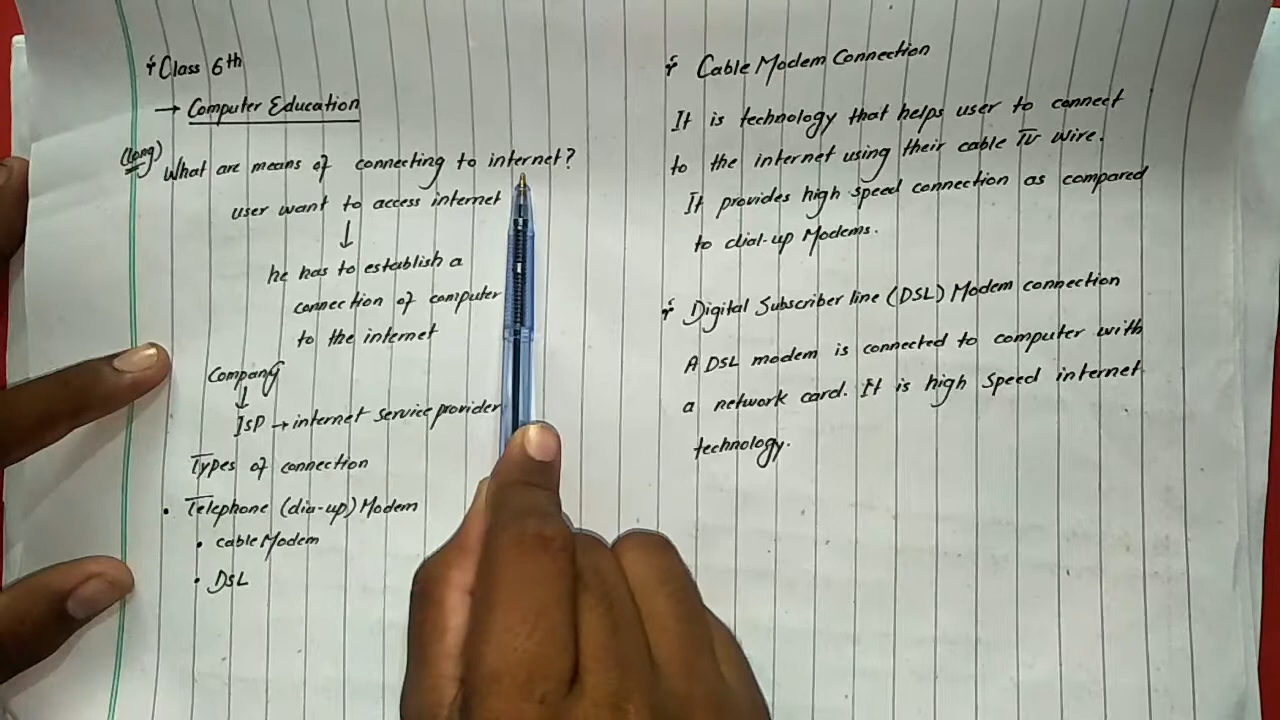 Class 6th
→ Computer Education
(long)
What are means of connecting to internet?
user want to access internet
↓
he has to establish a
connection of computer
to the internet
Company
↓
ISP → internet service provider
Types of connection
• Telephone (dia-up) Modem
• cable Modem
• DSL
Cable Modem Connection
It is technology that helps user to connect
to the internet using their cable TV wire.
It provides high speed connection as compared
to dial-up Modems.
Digital Subscriber line (DSL) Modem connection
A DSL modem is connected to computer with
a network card. It is high speed internet
technology.